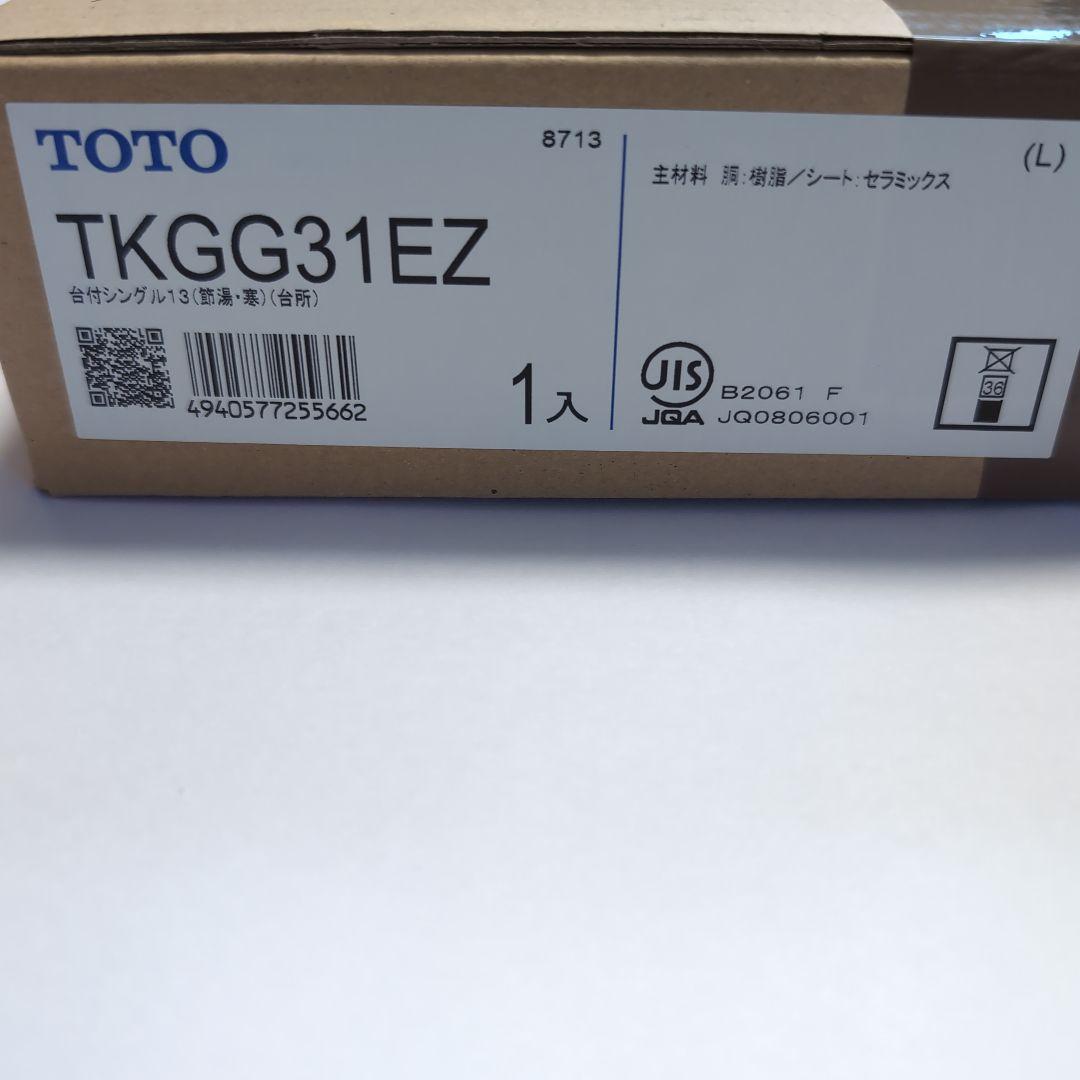 TOTO
8713
TKGG31EZ
台付シングル13(節湯・寒)(台所)
4940577255662
1入
主材料 胴:樹脂/シート:セラミックス
(L)
JIS
JQA
B2061 F
JQ0806001
36